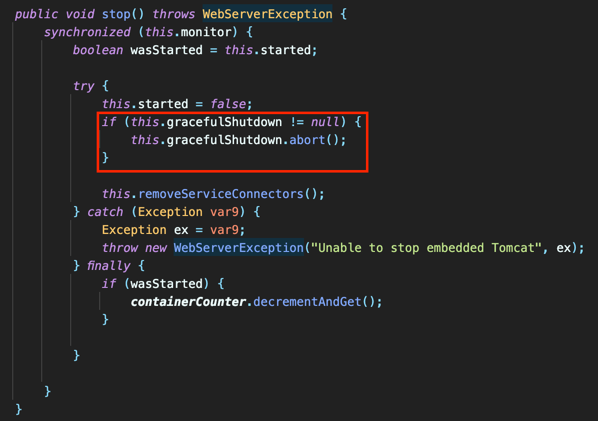 public void stop() throws WebServerException {
synchronized (this.monitor) {
boolean wasStarted = this.started;
try {
this.started = false;
if (this.gracefulShutdown != null) {
this.gracefulShutdown.abort();
}
this.removeServiceConnectors();
} catch (Exception var9) {
Exception ex = var9;
throw new WebServerException("Unable to stop embedded Tomcat", ex);
} finally {
if (wasStarted) {
containerCounter.decrementAndGet();
}
}
}
}